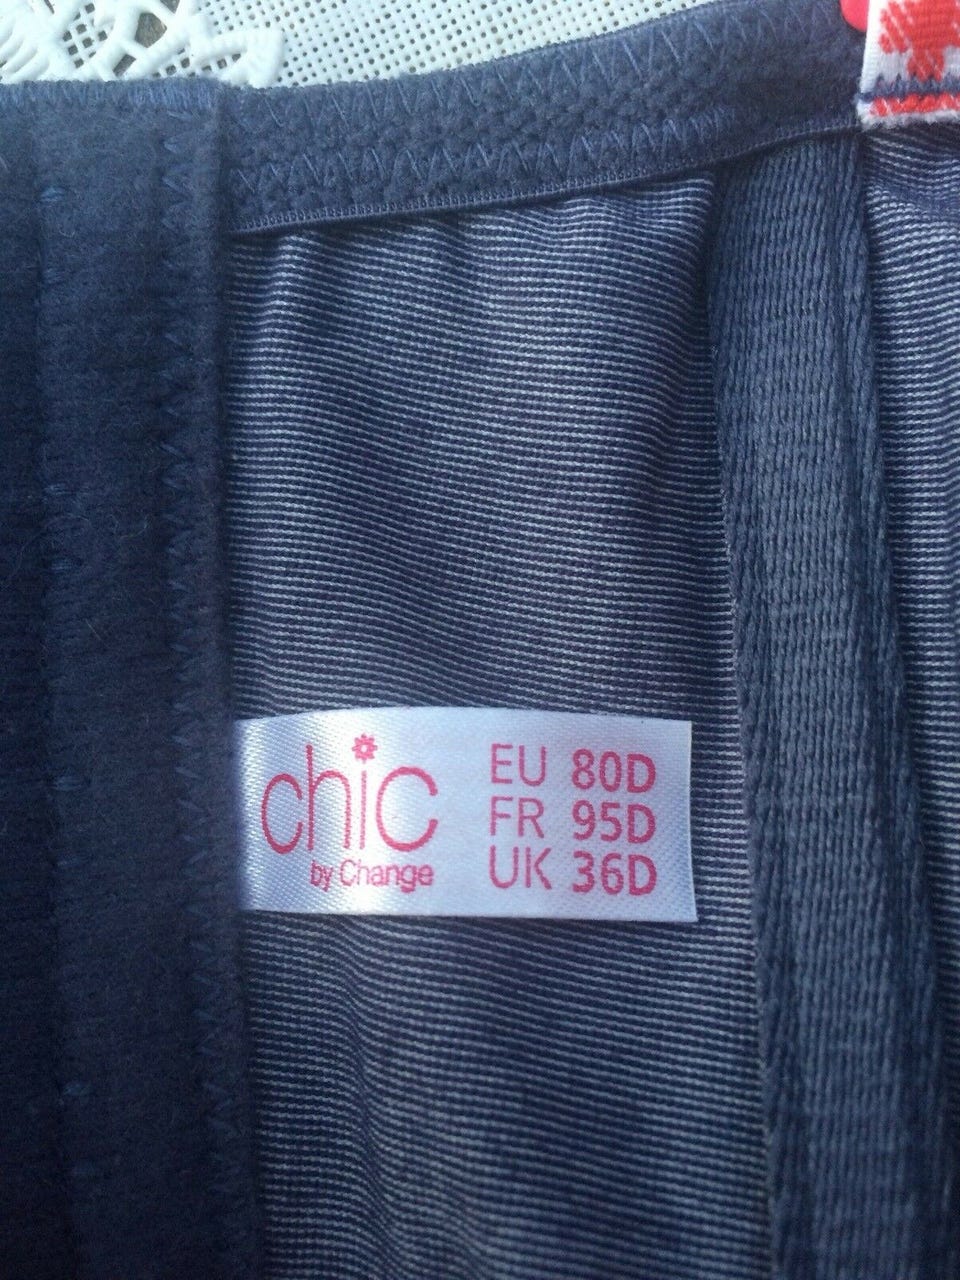 chic
by Change
EU 80D
FR 95D
UK 36D